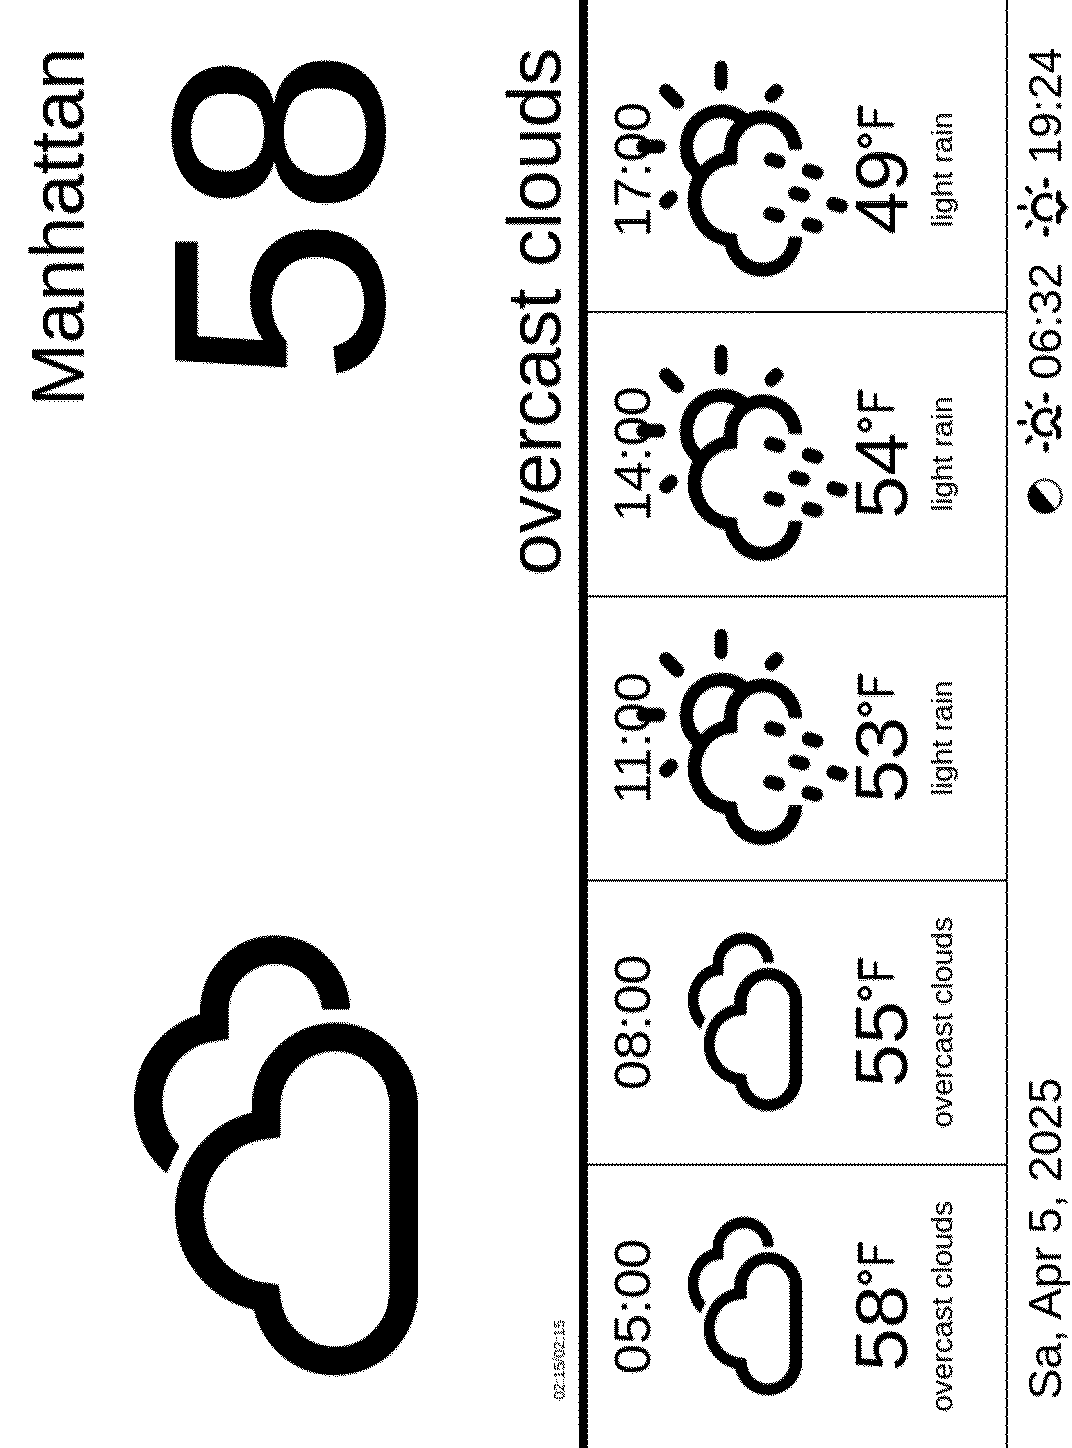 Manhattan
58
overcast clouds
02:15/02:15
05:00 08:00 11:00 14:00 17:00
58°F 55°F 53°F 54°F 49°F
overcast clouds overcast clouds light rain light rain light rain
Sa, Apr 5, 2025 06:32 19:24